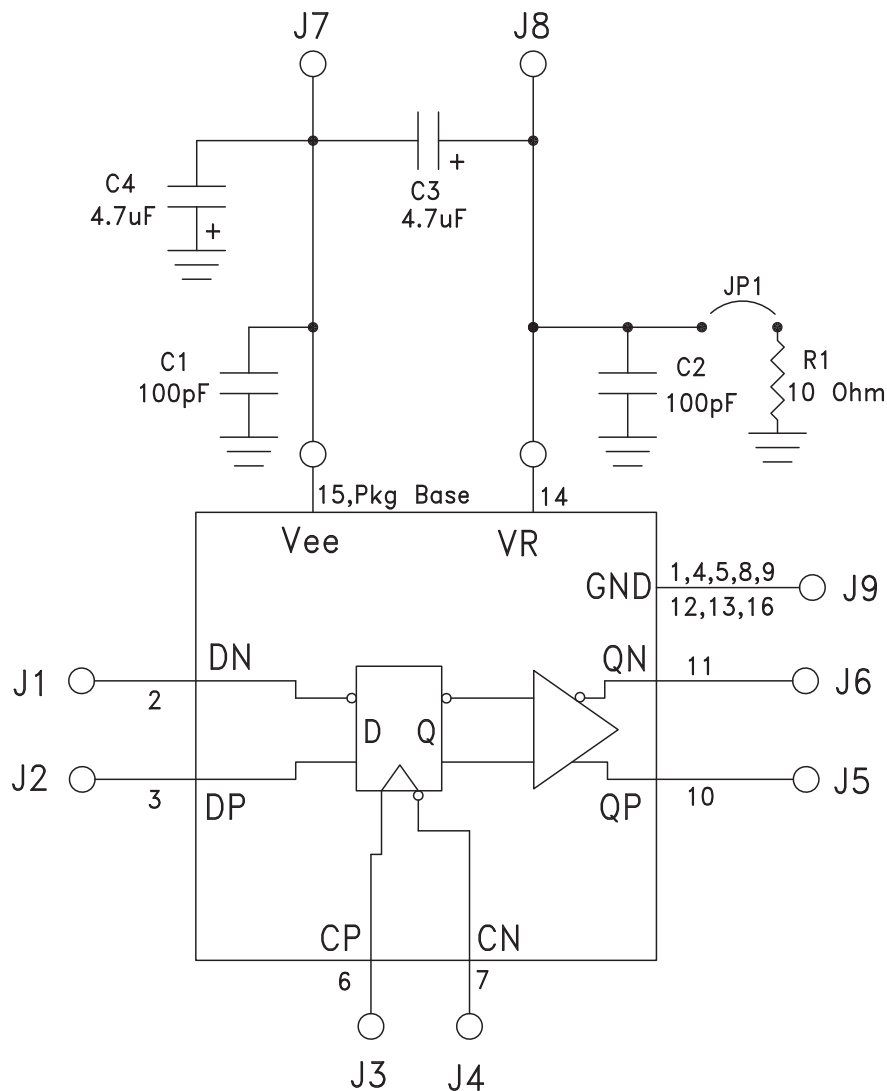 J7
J8
C4
4.7uF
+
+
C3
4.7uF
JP1
C1
100pF
C2
100pF
R1
10 Ohm
15,Pkg Base
14
Vee
VR
GND
1,4,5,8,9
12,13,16
J9
DN
QN
11
J1
J6
2
D
Q
J2
J5
3
DP
QP
10
CP
CN
6
7
J3
J4